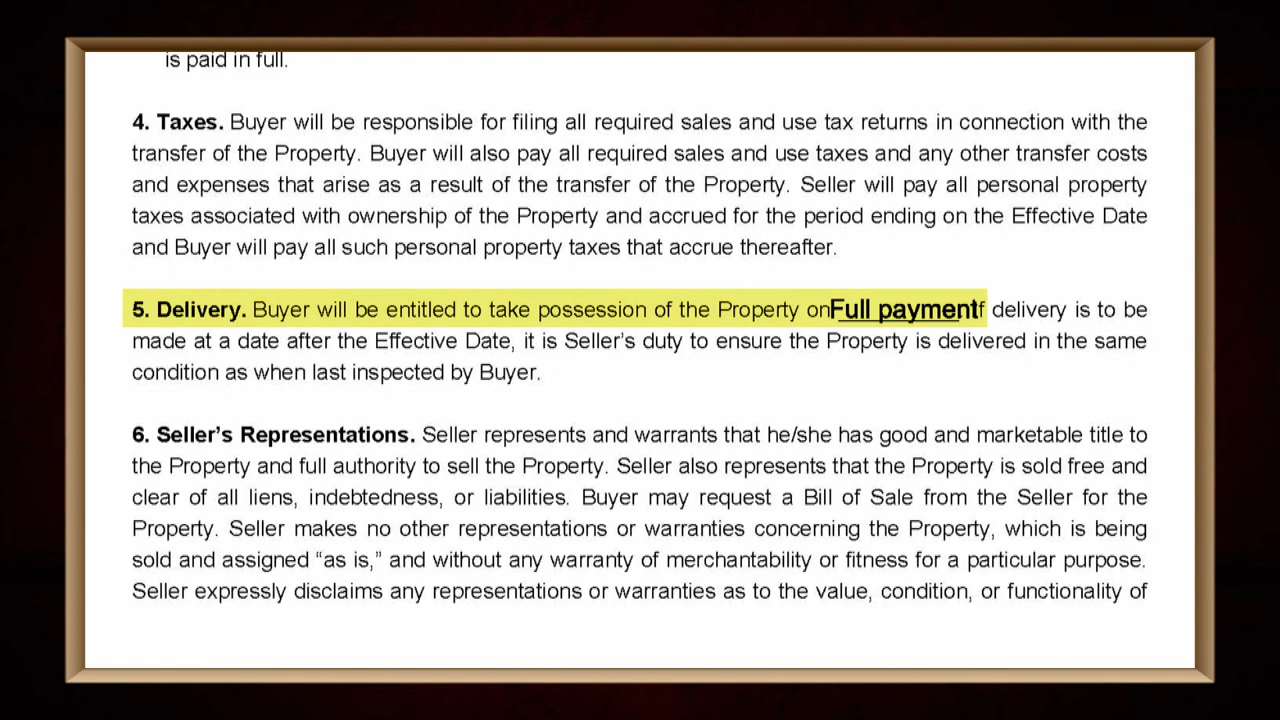 is paid in full.
4. Taxes. Buyer will be responsible for filing all required sales and use tax returns in connection with the
transfer of the Property. Buyer will also pay all required sales and use taxes and any other transfer costs
and expenses that arise as a result of the transfer of the Property. Seller will pay all personal property
taxes associated with ownership of the Property and accrued for the period ending on the Effective Date
and Buyer will pay all such personal property taxes that accrue thereafter.
5. Delivery. Buyer will be entitled to take possession of the Property onFull paymentf delivery is to be
made at a date after the Effective Date, it is Seller’s duty to ensure the Property is delivered in the same
condition as when last inspected by Buyer.
6. Seller’s Representations. Seller represents and warrants that he/she has good and marketable title to
the Property and full authority to sell the Property. Seller also represents that the Property is sold free and
clear of all liens, indebtedness, or liabilities. Buyer may request a Bill of Sale from the Seller for the
Property. Seller makes no other representations or warranties concerning the Property, which is being
sold and assigned “as is,” and without any warranty of merchantability or fitness for a particular purpose.
Seller expressly disclaims any representations or warranties as to the value, condition, or functionality of